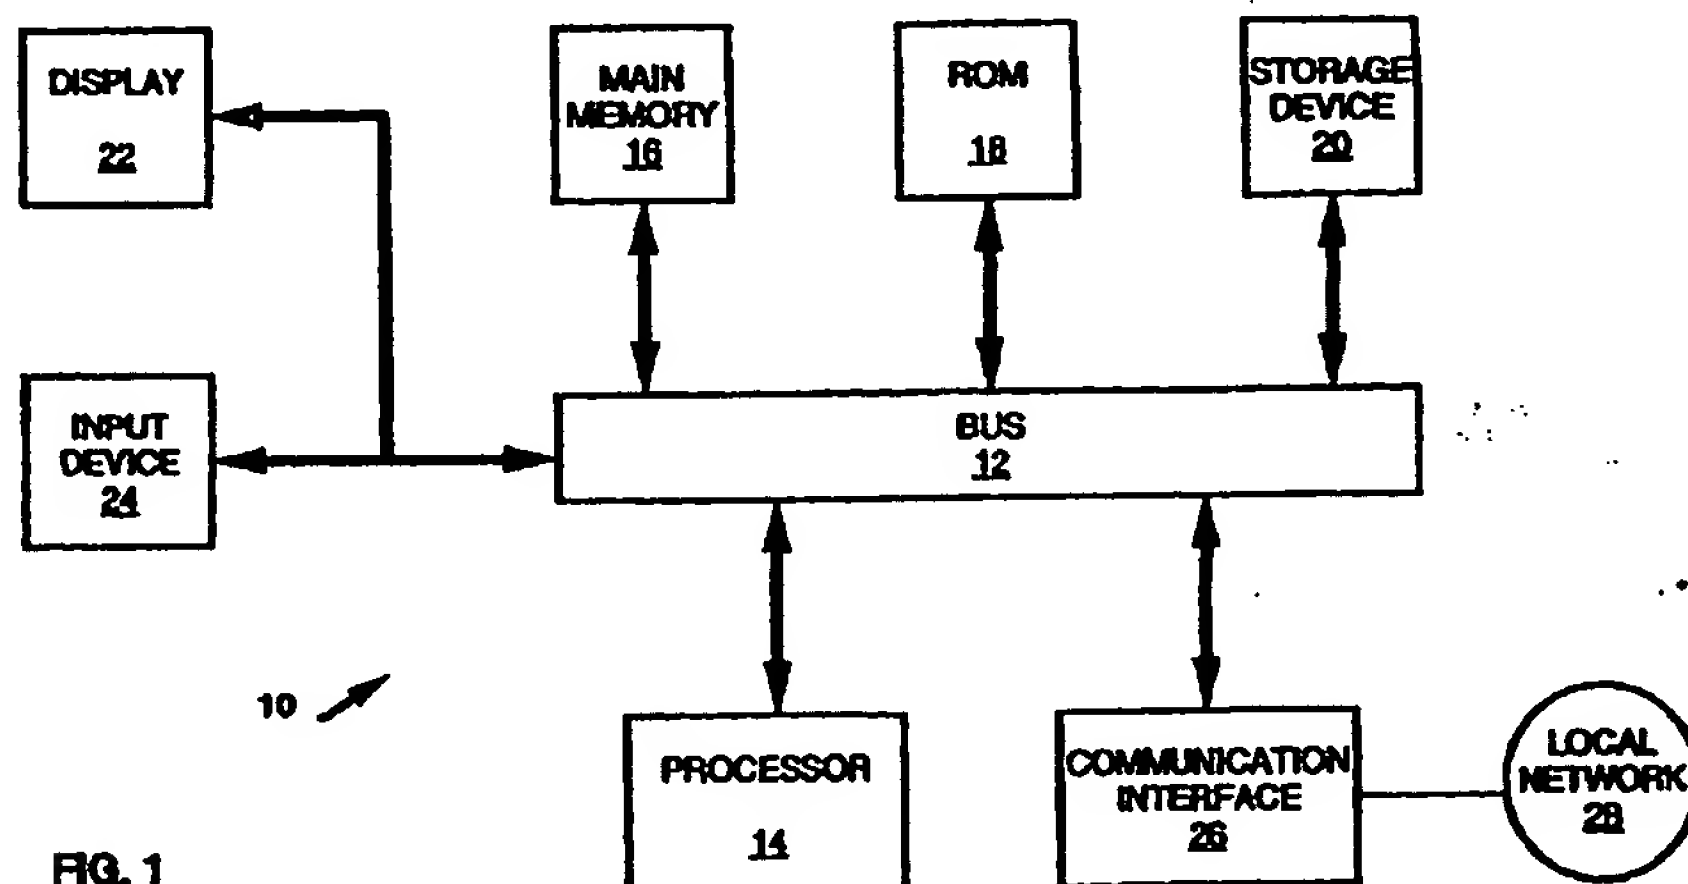 DISPLAY
22
MAIN
MEMORY
16
ROM
18
STORAGE
DEVICE
20
INPUT
DEVICE
24
BUS
12
10
PROCESSOR
14
COMMUNICATION
INTERFACE
26
LOCAL
NETWORK
28
FIG. 1